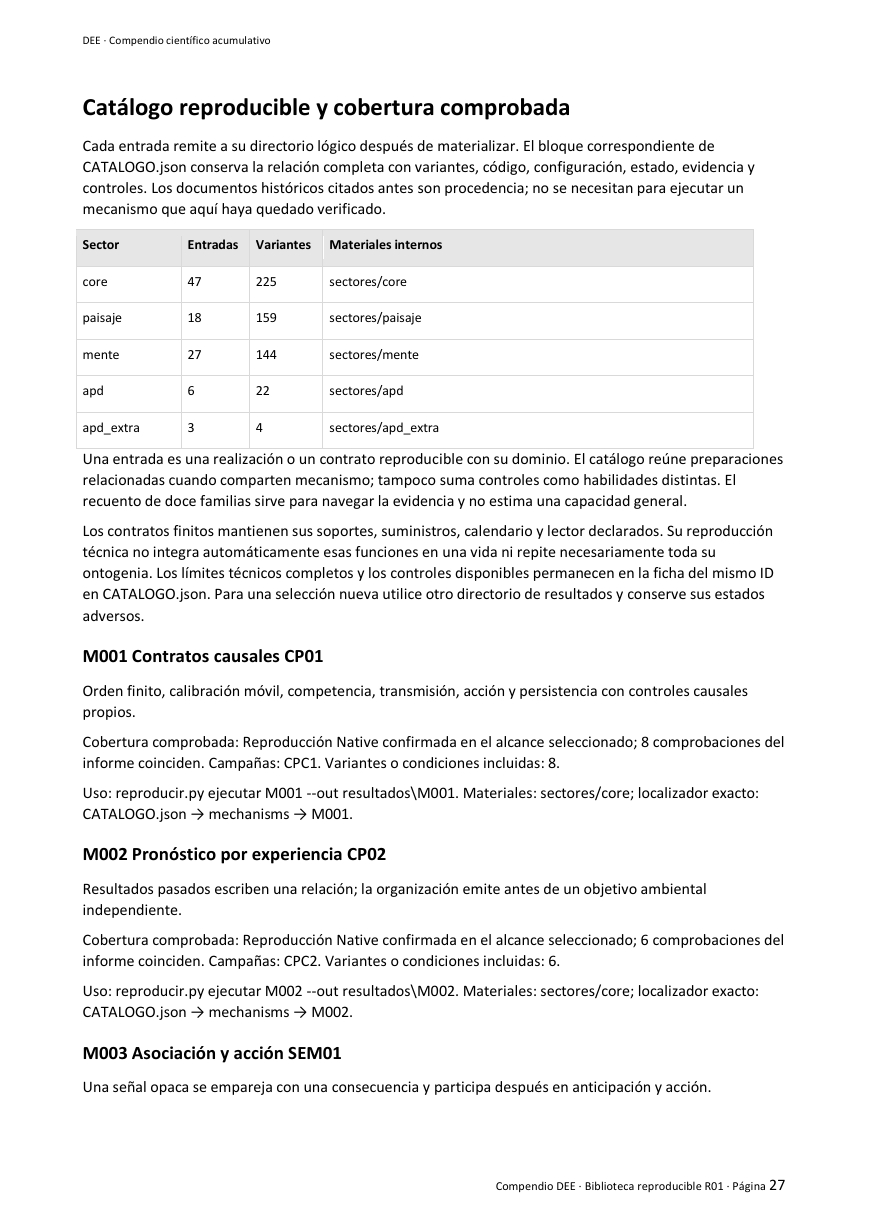 DEE · Compendio científico acumulativo
Catálogo reproducible y cobertura comprobada
Cada entrada remite a su directorio lógico después de materializar. El bloque correspondiente de
CATALOGO.json conserva la relación completa con variantes, código, configuración, estado, evidencia y
controles. Los documentos históricos citados antes son procedencia; no se necesitan para ejecutar un
mecanismo que aquí haya quedado verificado.
Sector Entradas Variantes Materiales internos
core 47 225 sectores/core
paisaje 18 159 sectores/paisaje
mente 27 144 sectores/mente
apd 6 22 sectores/apd
apd_extra 3 4 sectores/apd_extra
Una entrada es una realización o un contrato reproducible con su dominio. El catálogo reúne preparaciones
relacionadas cuando comparten mecanismo; tampoco suma controles como habilidades distintas. El
recuento de doce familias sirve para navegar la evidencia y no estima una capacidad general.
Los contratos finitos mantienen sus soportes, suministros, calendario y lector declarados. Su reproducción
técnica no integra automáticamente esas funciones en una vida ni repite necesariamente toda su
ontogenia. Los límites técnicos completos y los controles disponibles permanecen en la ficha del mismo ID
en CATALOGO.json. Para una selección nueva utilice otro directorio de resultados y conserve sus estados
adversos.
M001 Contratos causales CP01
Orden finito, calibración móvil, competencia, transmisión, acción y persistencia con controles causales
propios.
Cobertura comprobada: Reproducción Native confirmada en el alcance seleccionado; 8 comprobaciones del
informe coinciden. Campañas: CPC1. Variantes o condiciones incluidas: 8.
Uso: reproducir.py ejecutar M001 --out resultados\M001. Materiales: sectores/core; localizador exacto:
CATALOGO.json → mechanisms → M001.
M002 Pronóstico por experiencia CP02
Resultados pasados escriben una relación; la organización emite antes de un objetivo ambiental
independiente.
Cobertura comprobada: Reproducción Native confirmada en el alcance seleccionado; 6 comprobaciones del
informe coinciden. Campañas: CPC2. Variantes o condiciones incluidas: 6.
Uso: reproducir.py ejecutar M002 --out resultados\M002. Materiales: sectores/core; localizador exacto:
CATALOGO.json → mechanisms → M002.
M003 Asociación y acción SEM01
Una señal opaca se empareja con una consecuencia y participa después en anticipación y acción.
Compendio DEE · Biblioteca reproducible R01 · Página 27